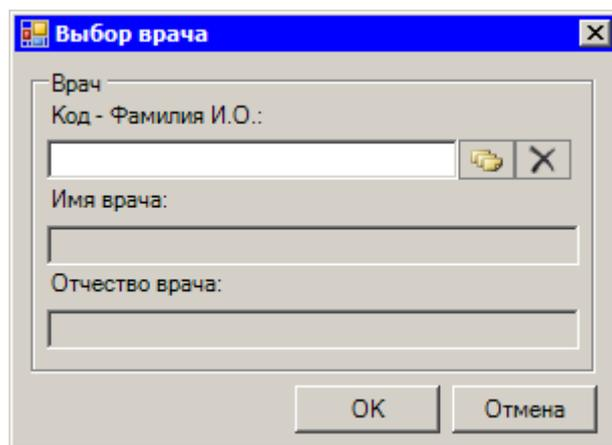 Выбор врача
Врач
Код - Фамилия И.О.:
Имя врача:
Отчество врача:
OK
Отмена